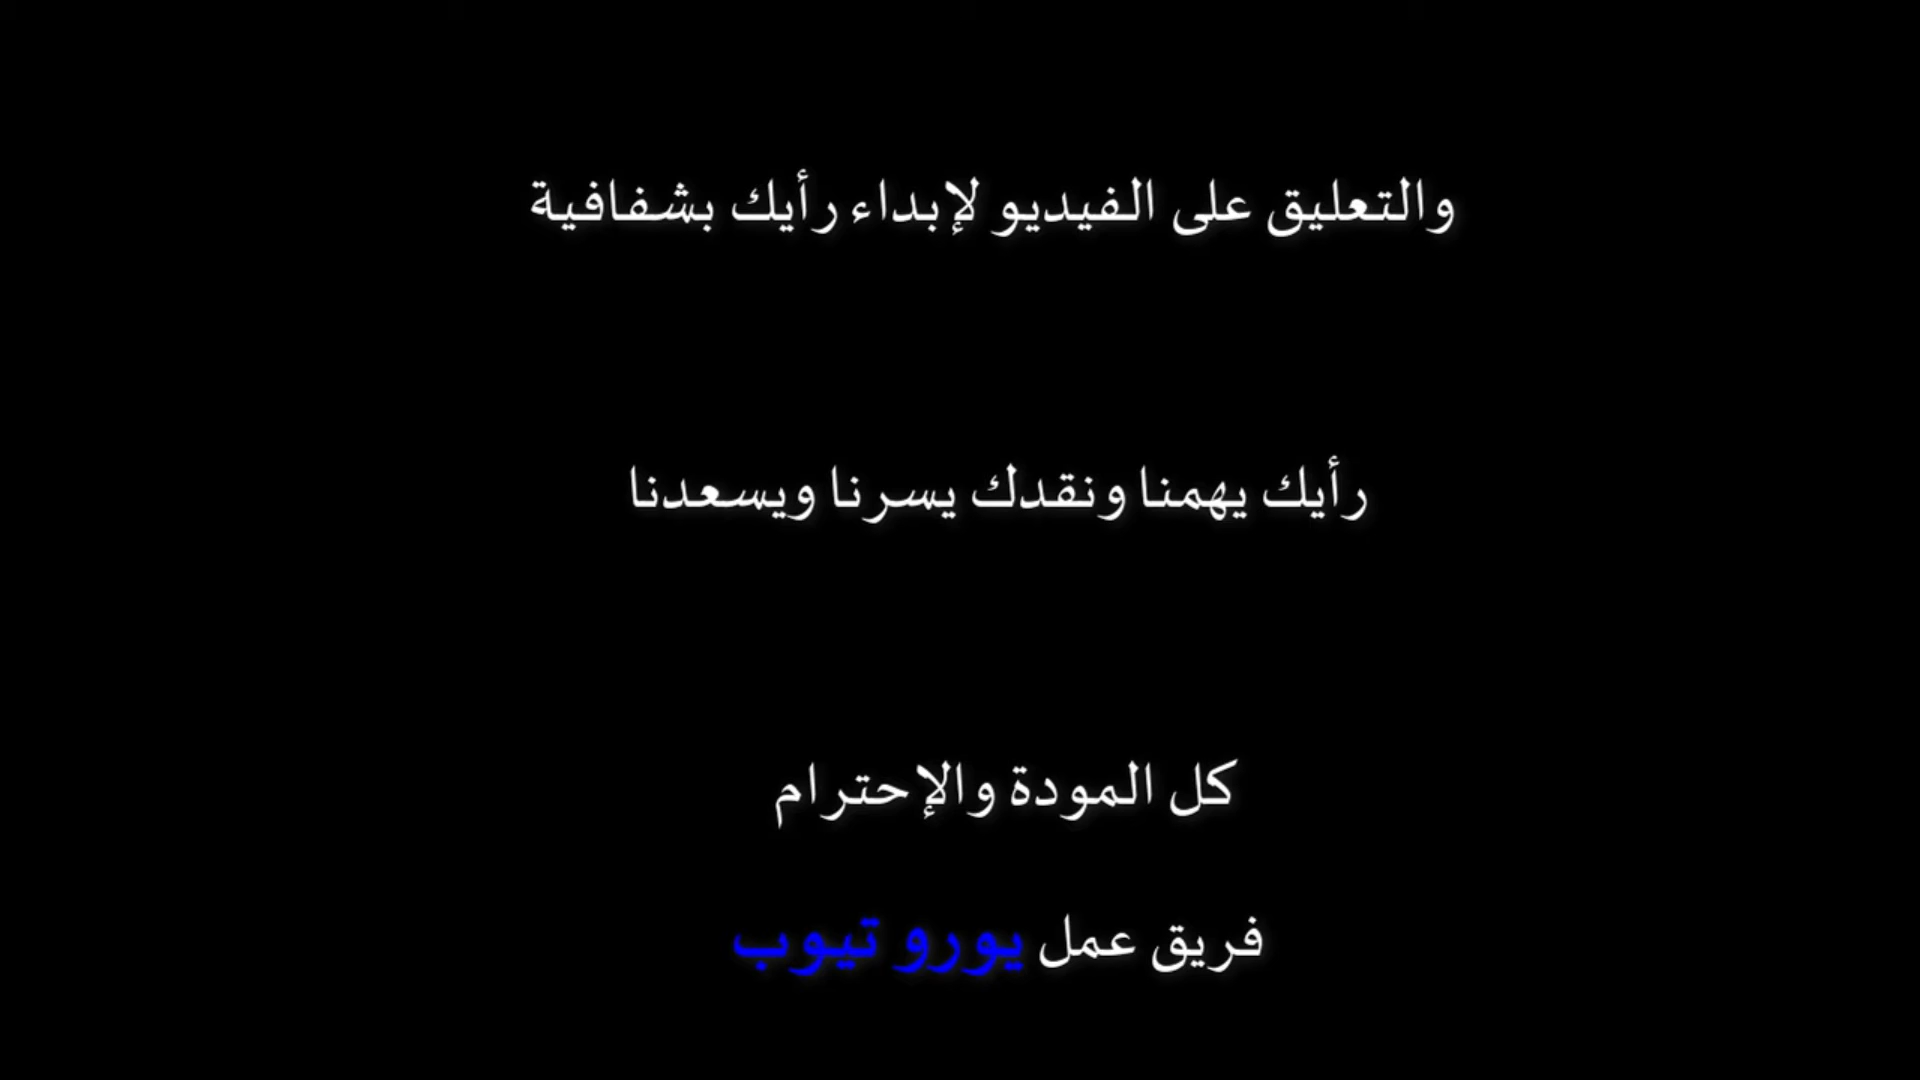 والتعليق على الفيديو لإبداء رأيك بشفافية
رأيك يهمنا ونقدك يسرنا ويسعدنا
كل المودة والإحترام
فريق عمل يورو تيوب